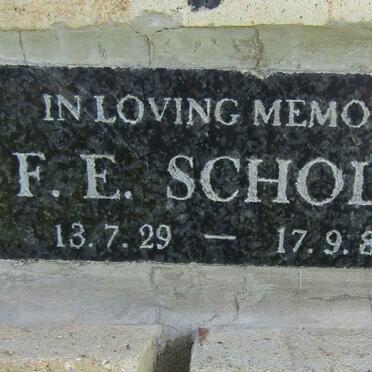 IN LOVING MEMO
F. E. SCHOL
13.7.29 — 17.9.8